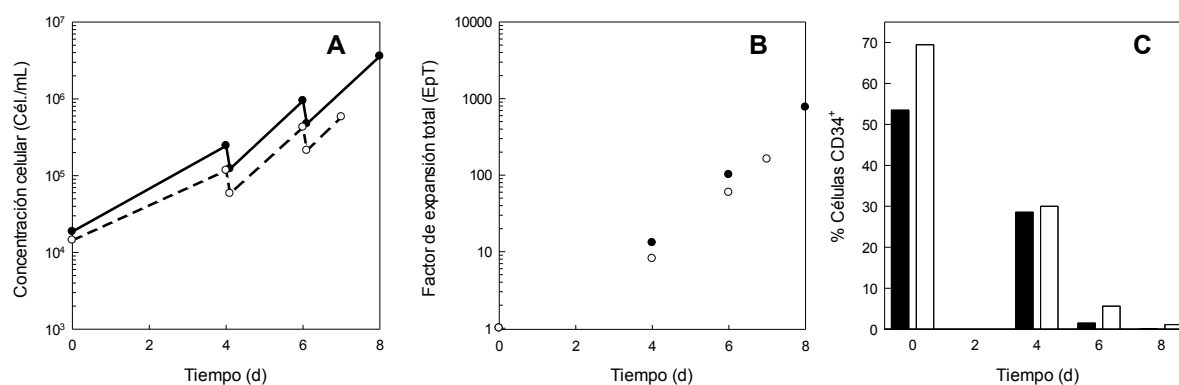 A
Concentración celular (Cél./mL)
10⁷
10⁶
10⁵
10⁴
10³
0 2 4 6 8
Tiempo (d)
B
Factor de expansión total (EpT)
10000
1000
100
10
1
0 2 4 6 8
Tiempo (d)
C
% Células CD34⁺
70
60
50
40
30
20
10
0
0 2 4 6 8
Tiempo (d)